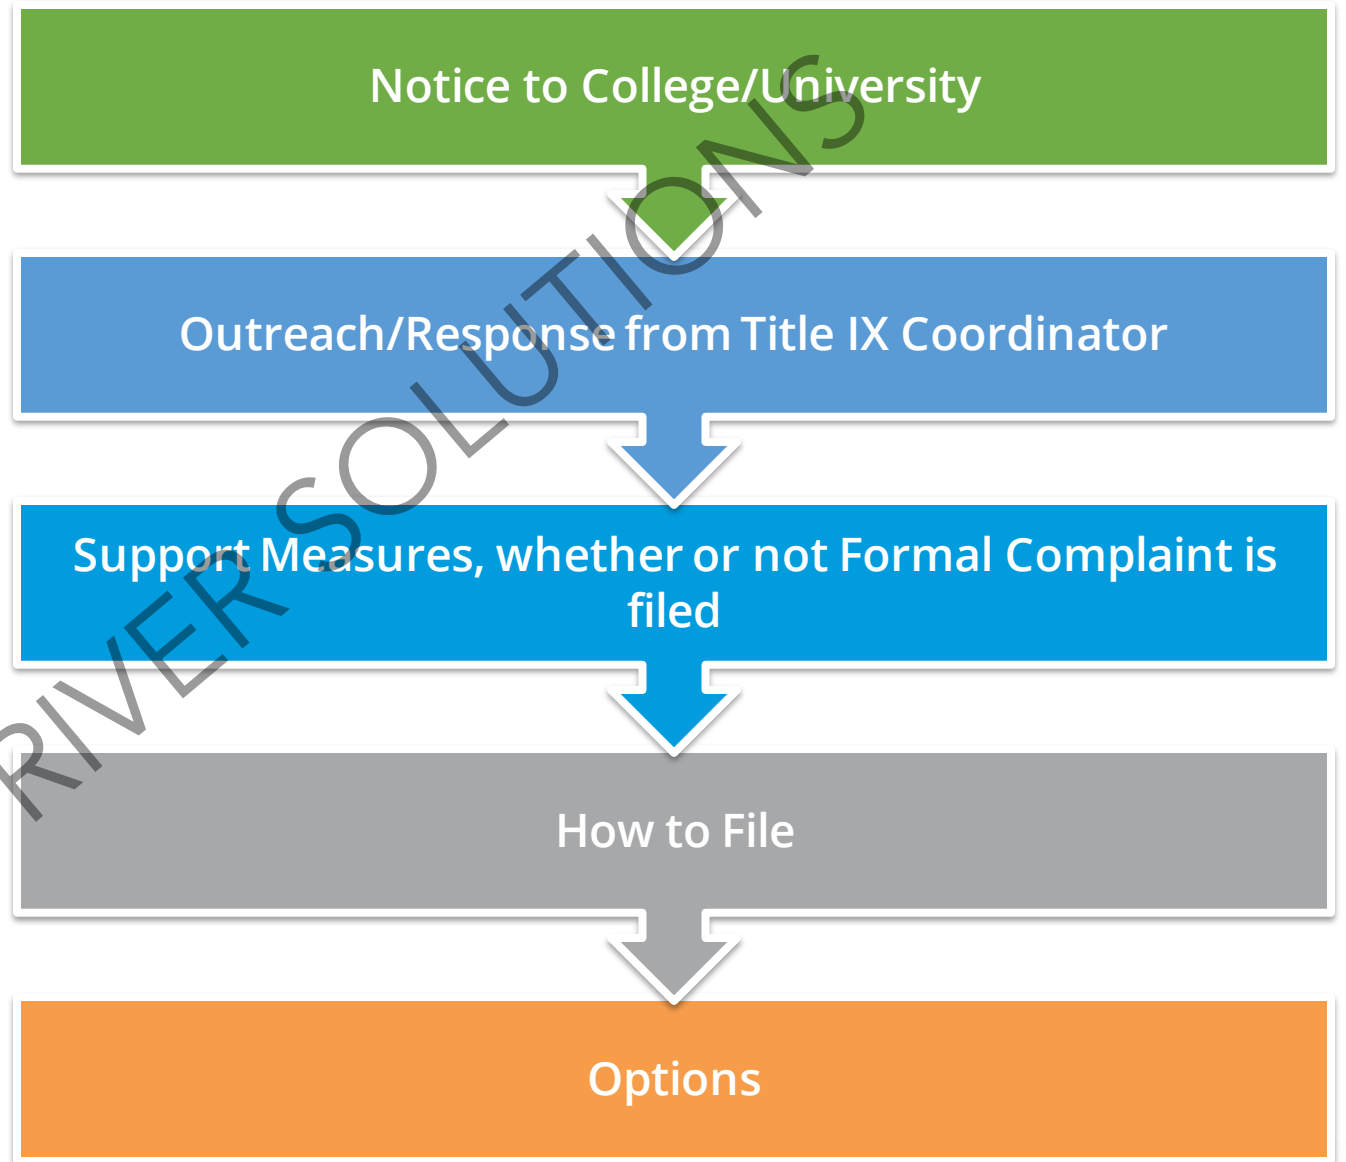 Notice to College/University
Outreach/Response from Title IX Coordinator
Support Measures, whether or not Formal Complaint is
filed
How to File
Options
RIVER SOLUTIONS